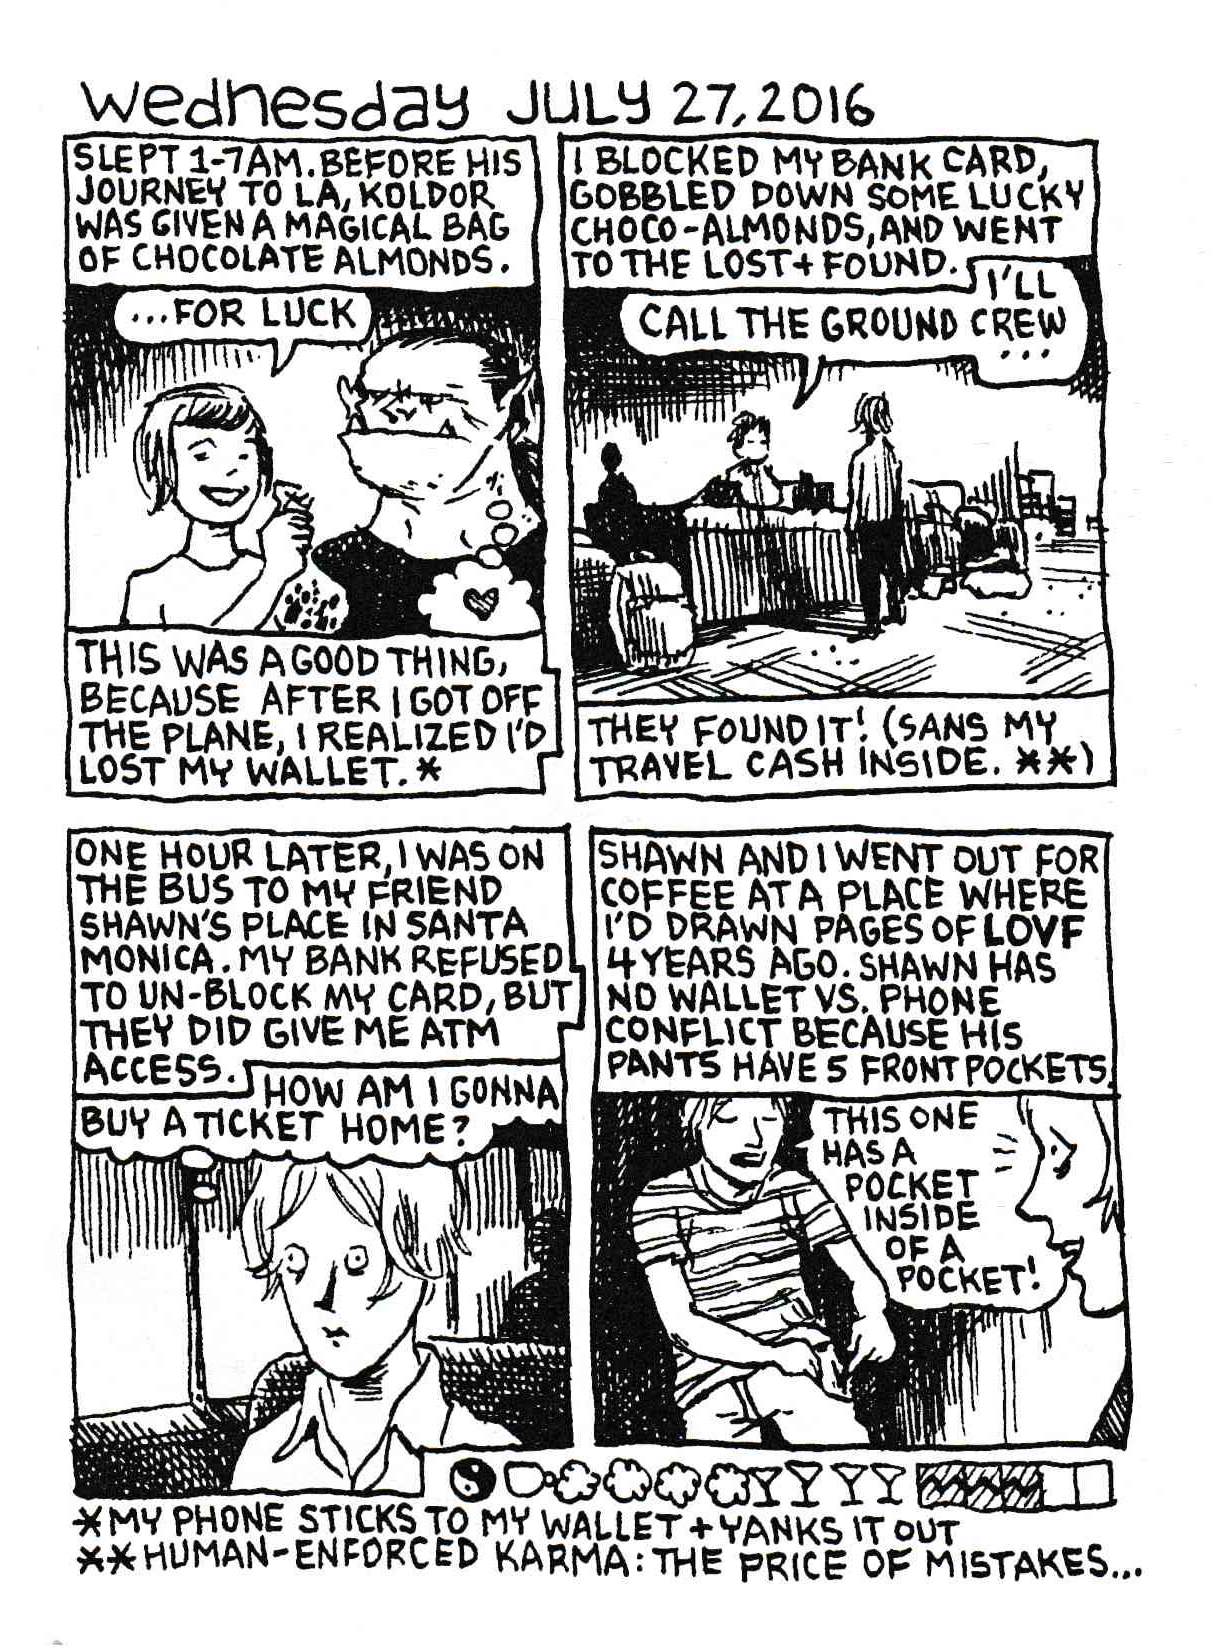 Wednesday JULY 27, 2016
SLEPT 1-7AM. BEFORE HIS
JOURNEY TO LA, KOLDOR
WAS GIVEN A MAGICAL BAG
OF CHOCOLATE ALMONDS.
...FOR LUCK
THIS WAS A GOOD THING,
BECAUSE AFTER I GOT OFF
THE PLANE, I REALIZED I'D
LOST MY WALLET. *
I BLOCKED MY BANK CARD,
GOBBLED DOWN SOME LUCKY
CHOCO-ALMONDS, AND WENT
TO THE LOST + FOUND.
I'LL
CALL THE GROUND CREW
...
THEY FOUND IT! (SANS MY
TRAVEL CASH INSIDE. **)
ONE HOUR LATER, I WAS ON
THE BUS TO MY FRIEND
SHAWN'S PLACE IN SANTA
MONICA. MY BANK REFUSED
TO UN-BLOCK MY CARD, BUT
THEY DID GIVE ME ATM
ACCESS.
HOW AM I GONNA
BUY A TICKET HOME?
SHAWN AND I WENT OUT FOR
COFFEE AT A PLACE WHERE
I'D DRAWN PAGES OF LOVF
4 YEARS AGO. SHAWN HAS
NO WALLET VS. PHONE
CONFLICT BECAUSE HIS
PANTS HAVE 5 FRONT POCKETS.
THIS ONE
HAS A
POCKET
INSIDE
OF A
POCKET!
*MY PHONE STICKS TO MY WALLET + YANKS IT OUT
**HUMAN-ENFORCED KARMA: THE PRICE OF MISTAKES...